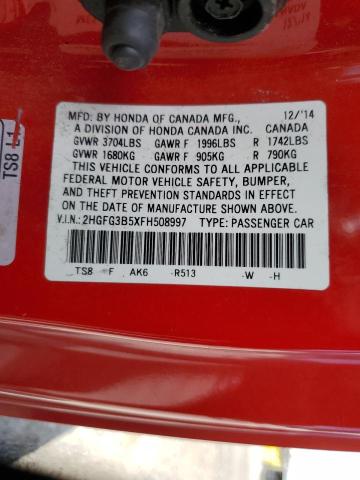 MFD. BY HONDA OF CANADA MFG., 12/'14
A DIVISION OF HONDA CANADA INC. CANADA
GVWR 3704LBS GAWR F 1996LBS R 1742LBS
GVWR 1680KG GAWR F 905KG R 790KG
THIS VEHICLE CONFORMS TO ALL APPLICABLE
FEDERAL MOTOR VEHICLE SAFETY, BUMPER,
AND THEFT PREVENTION STANDARDS IN EFFECT
ON THE DATE OF MANUFACTURE SHOWN ABOVE.
V.I.N.: 2HGFG3B5XFH508997 TYPE: PASSENGER CAR
TS8 F AK6 R513 -W -H
TS8 L1